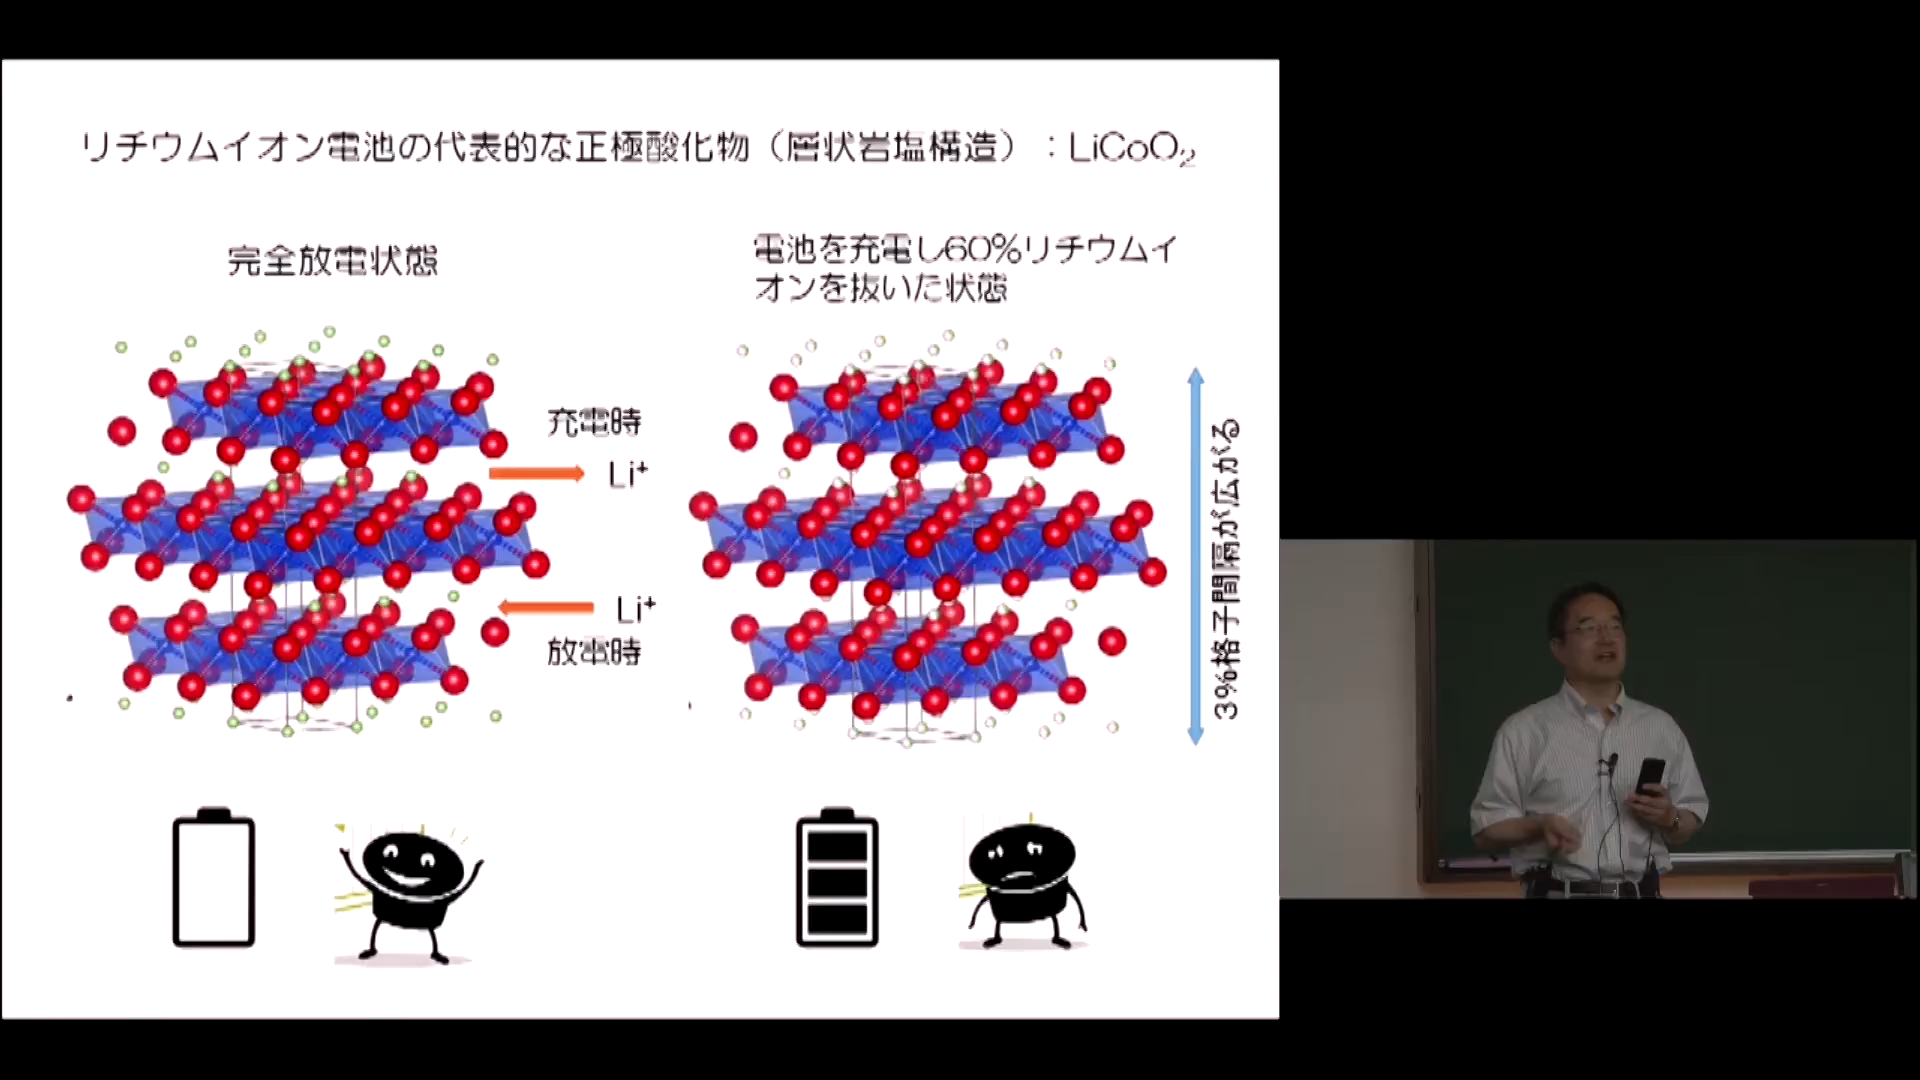 リチウムイオン電池の代表的な正極酸化物（層状岩塩構造）：LiCoO₂
完全放電状態
電池を充電し60%リチウムイ
オンを抜いた状態
充電時
Li⁺
Li⁺
放電時
3%格子間隔が広がる